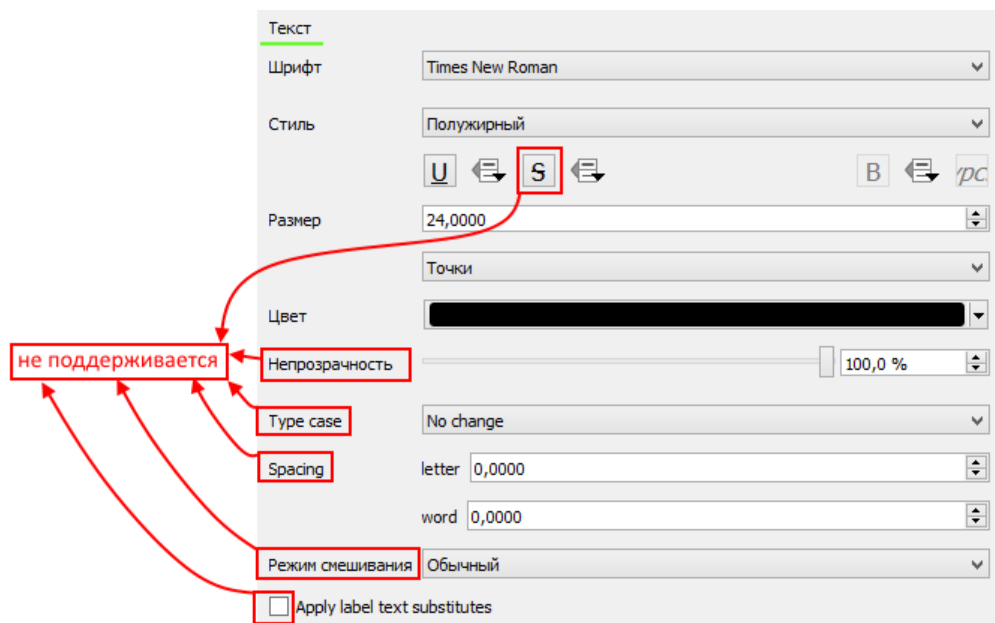 Текст
Шрифт Times New Roman
Стиль Полужирный
U S B урс
Размер 24,0000
Точки
Цвет
не поддерживается
Непрозрачность 100,0 %
Type case No change
Spacing letter 0,0000
word 0,0000
Режим смешивания Обычный
Apply label text substitutes